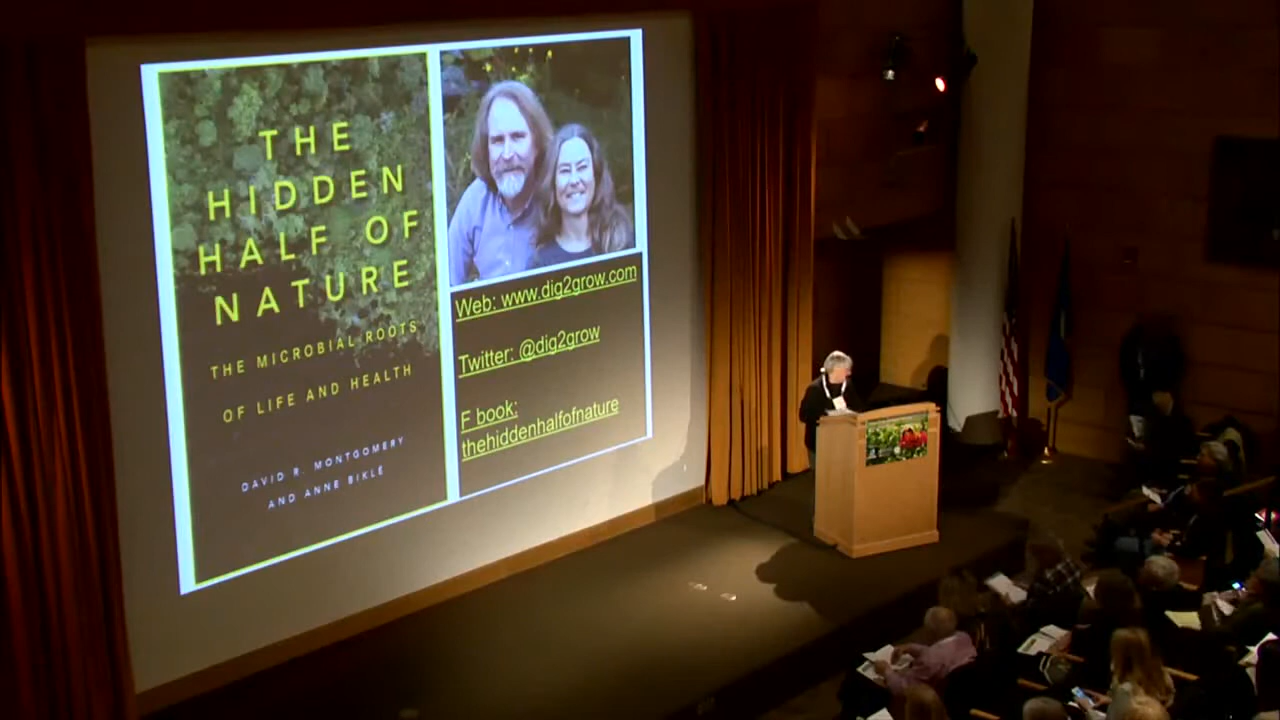 THE
HIDDEN
HALF OF
NATURE
THE MICROBIAL ROOTS
OF LIFE AND HEALTH
DAVID R. MONTGOMERY
AND ANNE BIKLÉ
Web: www.dig2grow.com
Twitter: @dig2grow
F book:
thehiddenhalfofnature